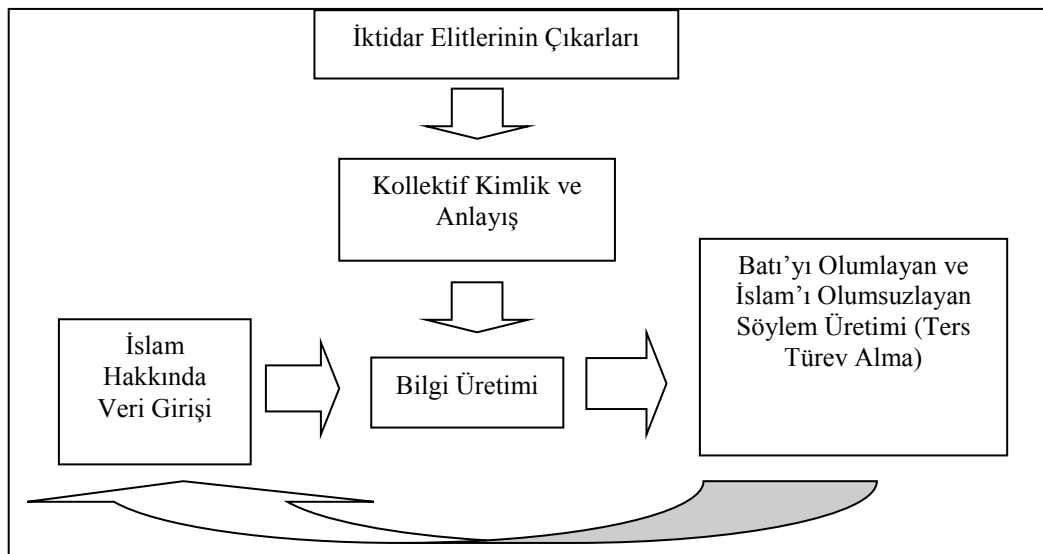 İktidar Elitlerinin Çıkarları
Kollektif Kimlik ve
Anlayış
İslam
Hakkında
Veri Girişi
Bilgi Üretimi
Batı’yı Olumlayan ve
İslam’ı Olumsuzlayan
Söylem Üretimi (Ters
Türev Alma)